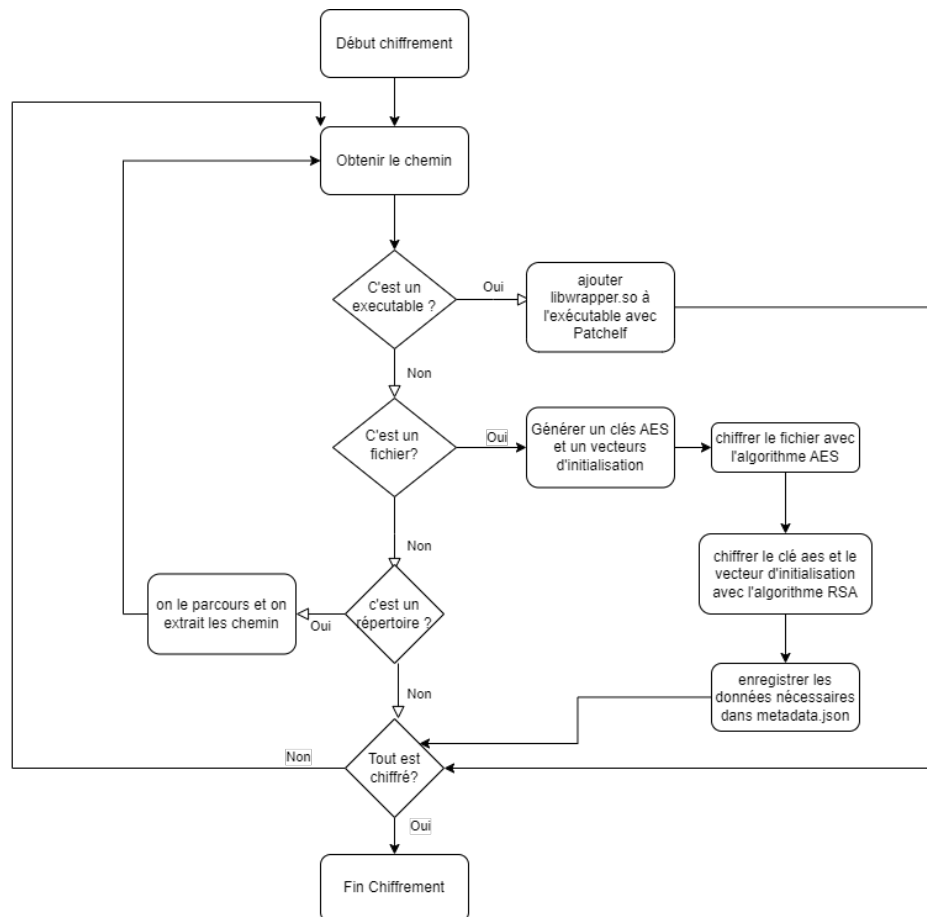 Début chiffrement
Obtenir le chemin
C'est un
executable ?
Oui
ajouter
libwrapper.so à
l'exécutable avec
Patchelf
Non
C'est un
fichier?
Oui
Générer un clés AES
et un vecteurs
d'initialisation
chiffrer le fichier avec
l'algorithme AES
Non
chiffrer le clé aes et le
vecteur d'initialisation
avec l'algorithme RSA
c'est un
répertoire ?
Oui
on le parcours et on
extrait les chemin
Non
enregistrer les
données nécessaires
dans metadata.json
Tout est
chiffré?
Non
Oui
Fin Chiffrement